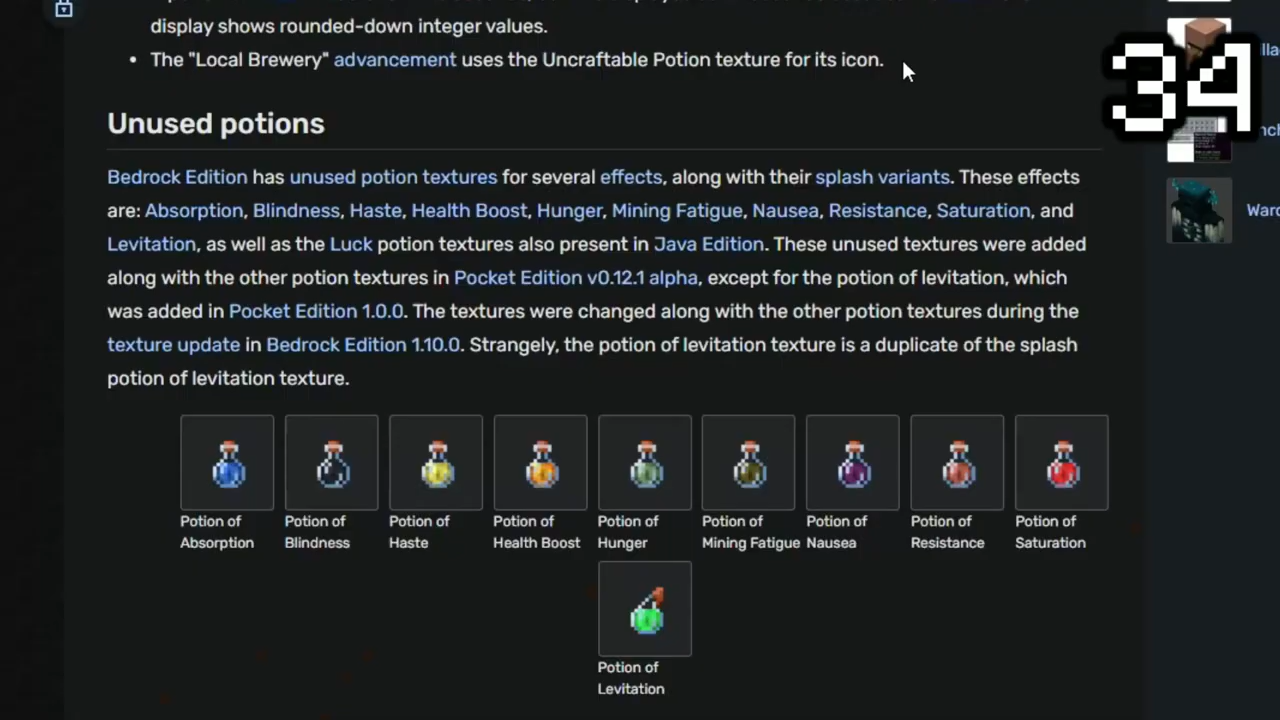 display shows rounded-down integer values.
• The "Local Brewery" advancement uses the Uncraftable Potion texture for its icon.
34
Unused potions
Bedrock Edition has unused potion textures for several effects, along with their splash variants. These effects
are: Absorption, Blindness, Haste, Health Boost, Hunger, Mining Fatigue, Nausea, Resistance, Saturation, and
Levitation, as well as the Luck potion textures also present in Java Edition. These unused textures were added
along with the other potion textures in Pocket Edition v0.12.1 alpha, except for the potion of levitation, which
was added in Pocket Edition 1.0.0. The textures were changed along with the other potion textures during the
texture update in Bedrock Edition 1.10.0. Strangely, the potion of levitation texture is a duplicate of the splash
potion of levitation texture.
Potion of
Absorption
Potion of
Blindness
Potion of
Haste
Potion of
Health Boost
Potion of
Hunger
Potion of
Mining Fatigue
Potion of
Nausea
Potion of
Resistance
Potion of
Saturation
Potion of
Levitation